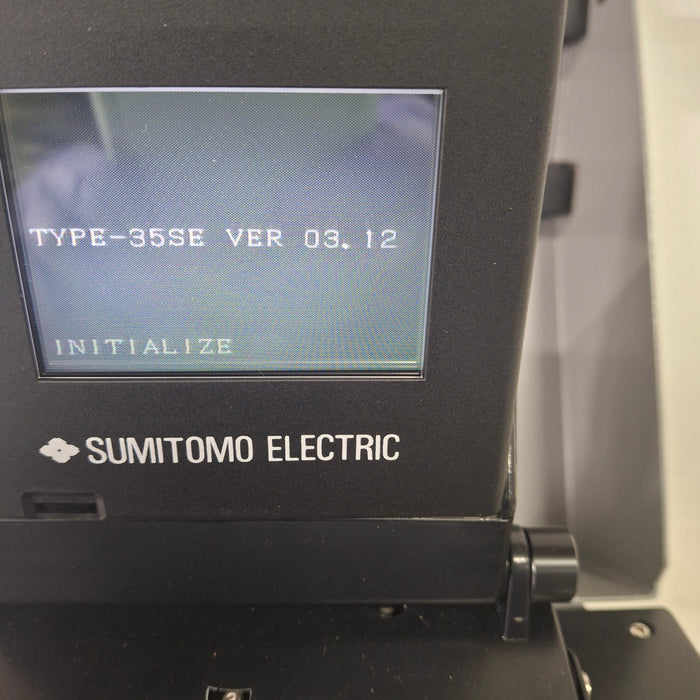 TYPE-35SE VER 03.12
INITIALIZE
SUMITOMO ELECTRIC